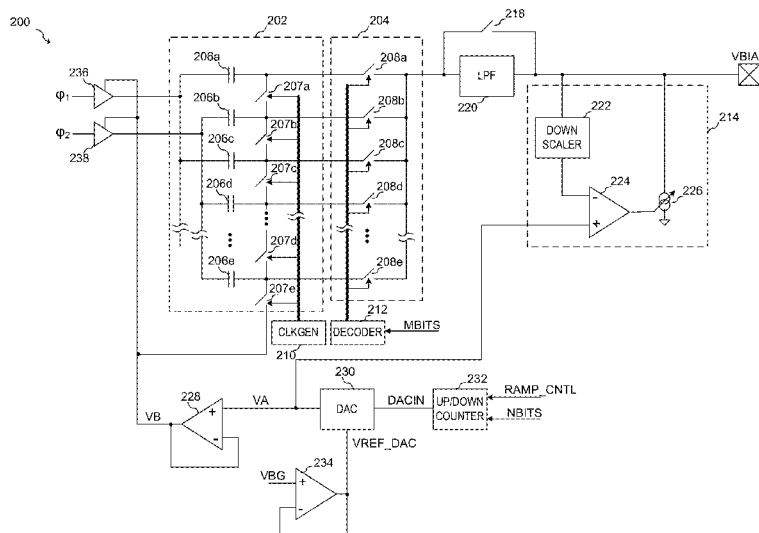 200
202
204
218
236
206a
207a
208a
LPF
220
VBIA
φ1
206b
207b
208b
φ2
206c
208c
222
DOWN
SCALER
214
238
207c
206d
208d
224
226
207d
206e
208e
207e
212
CLKGEN
DECODER
MBITS
210
230
232
228
VA
DAC
DACIN
UP/DOWN
COUNTER
RAMP_CNTL
NBITS
VB
VREF_DAC
VBG
234